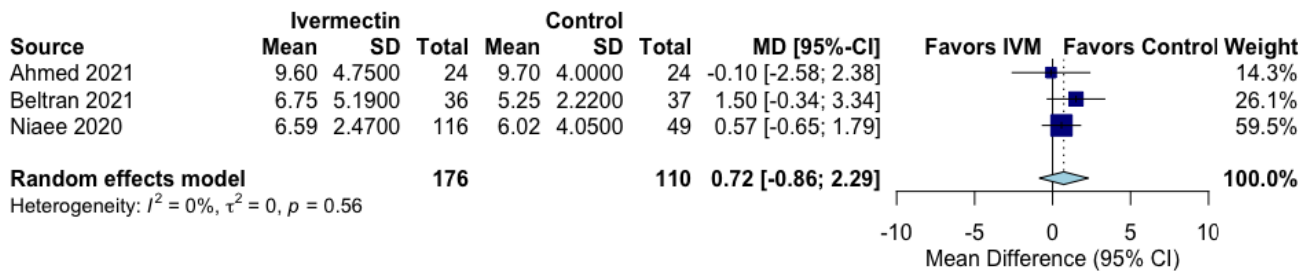 Ivermectin Control
Source Mean SD Total Mean SD Total MD [95%-CI] Favors IVM Favors Control Weight
Ahmed 2021 9.60 4.7500 24 9.70 4.0000 24 -0.10 [-2.58; 2.38] 14.3%
Beltran 2021 6.75 5.1900 36 5.25 2.2200 37 1.50 [-0.34; 3.34] 26.1%
Niaee 2020 6.59 2.4700 116 6.02 4.0500 49 0.57 [-0.65; 1.79] 59.5%
Random effects model 176 110 0.72 [-0.86; 2.29] 100.0%
Heterogeneity: I² = 0%, τ² = 0, p = 0.56
-10 -5 0 5 10
Mean Difference (95% CI)